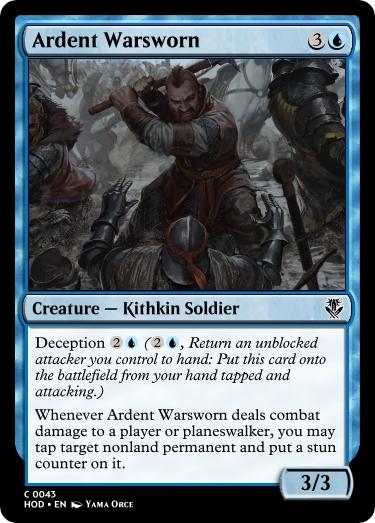 Ardent Warsworn 3
Creature — Kithkin Soldier
Deception 2 (2, Return an unblocked
attacker you control to hand: Put this card onto
the battlefield from your hand tapped and
attacking.)
Whenever Ardent Warsworn deals combat
damage to a player or planeswalker, you may
tap target nonland permanent and put a stun
counter on it.
3/3
C 0043
HOD • EN Yama Orce